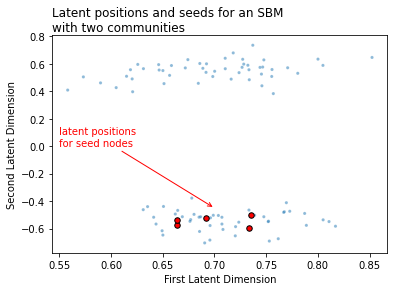 Latent positions and seeds for an SBM
with two communities
0.8
0.6
0.4
0.2
0.0
−0.2
−0.4
−0.6
Second Latent Dimension
latent positions
for seed nodes
0.55 0.60 0.65 0.70 0.75 0.80 0.85
First Latent Dimension